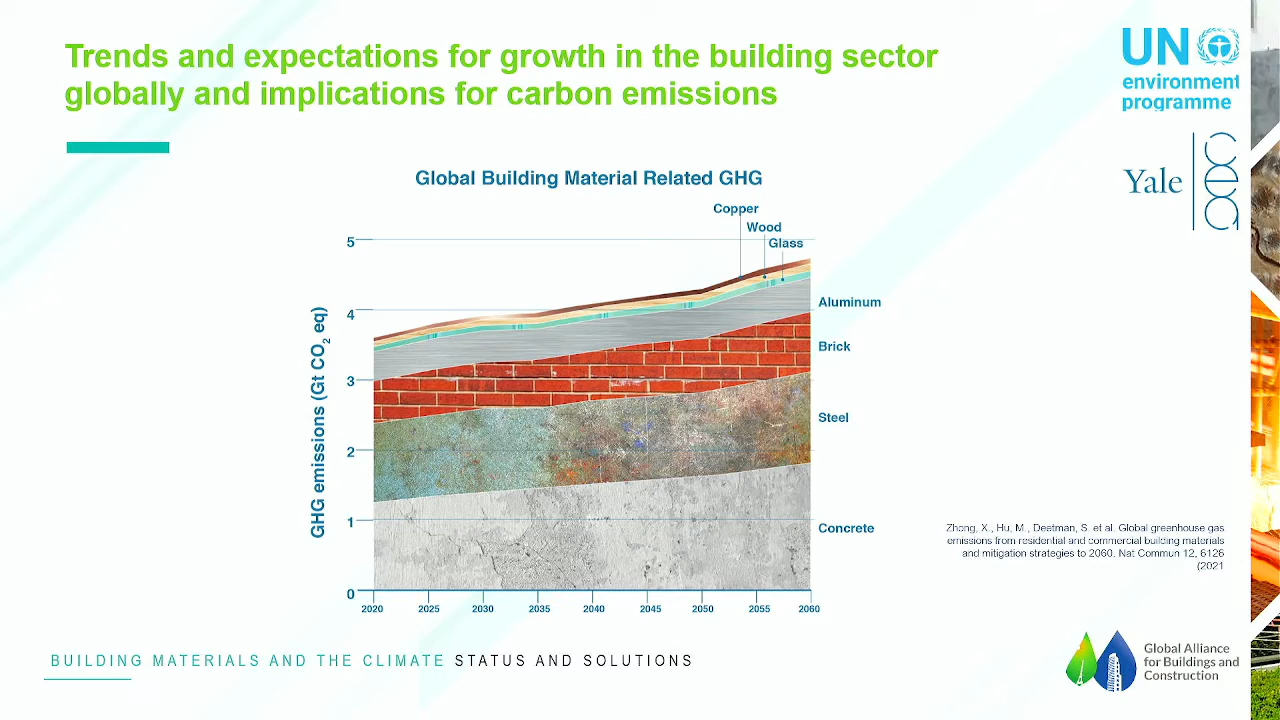 Trends and expectations for growth in the building sector
globally and implications for carbon emissions
UN
environment
programme
Yale
cea
Global Building Material Related GHG
Copper
Wood
Glass
5
4
3
2
1
0
GHG emissions (Gt CO2 eq)
Aluminum
Brick
Steel
Concrete
2020 2025 2030 2035 2040 2045 2050 2055 2060
Zhong, X., Hu, M., Deetman, S. et al. Global greenhouse gas
emissions from residential and commercial building materials
and mitigation strategies to 2060. Nat Commun 12, 6126
(2021
BUILDING MATERIALS AND THE CLIMATE STATUS AND SOLUTIONS
Global Alliance
for Buildings and
Construction